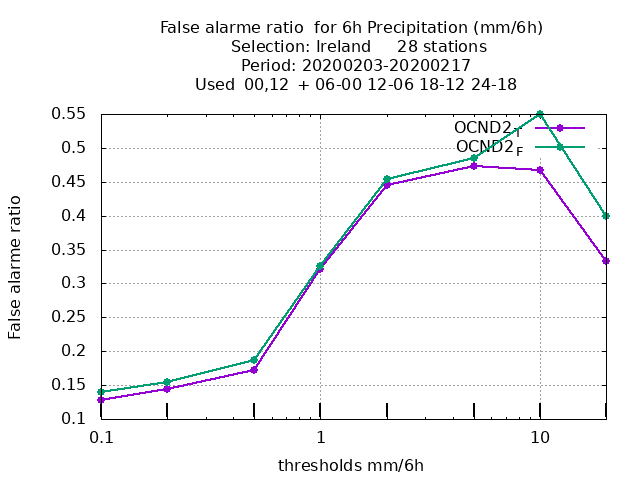 False alarme ratio  for 6h Precipitation (mm/6h)
Selection: Ireland     28 stations
Period: 20200203-20200217
Used  00,12  + 06-00 12-06 18-12 24-18
0.55
0.5
0.45
0.4
0.35
0.3
0.25
0.2
0.15
0.1
False alarme ratio
OCND2_T
OCND2_F
0.1
1
10
thresholds mm/6h